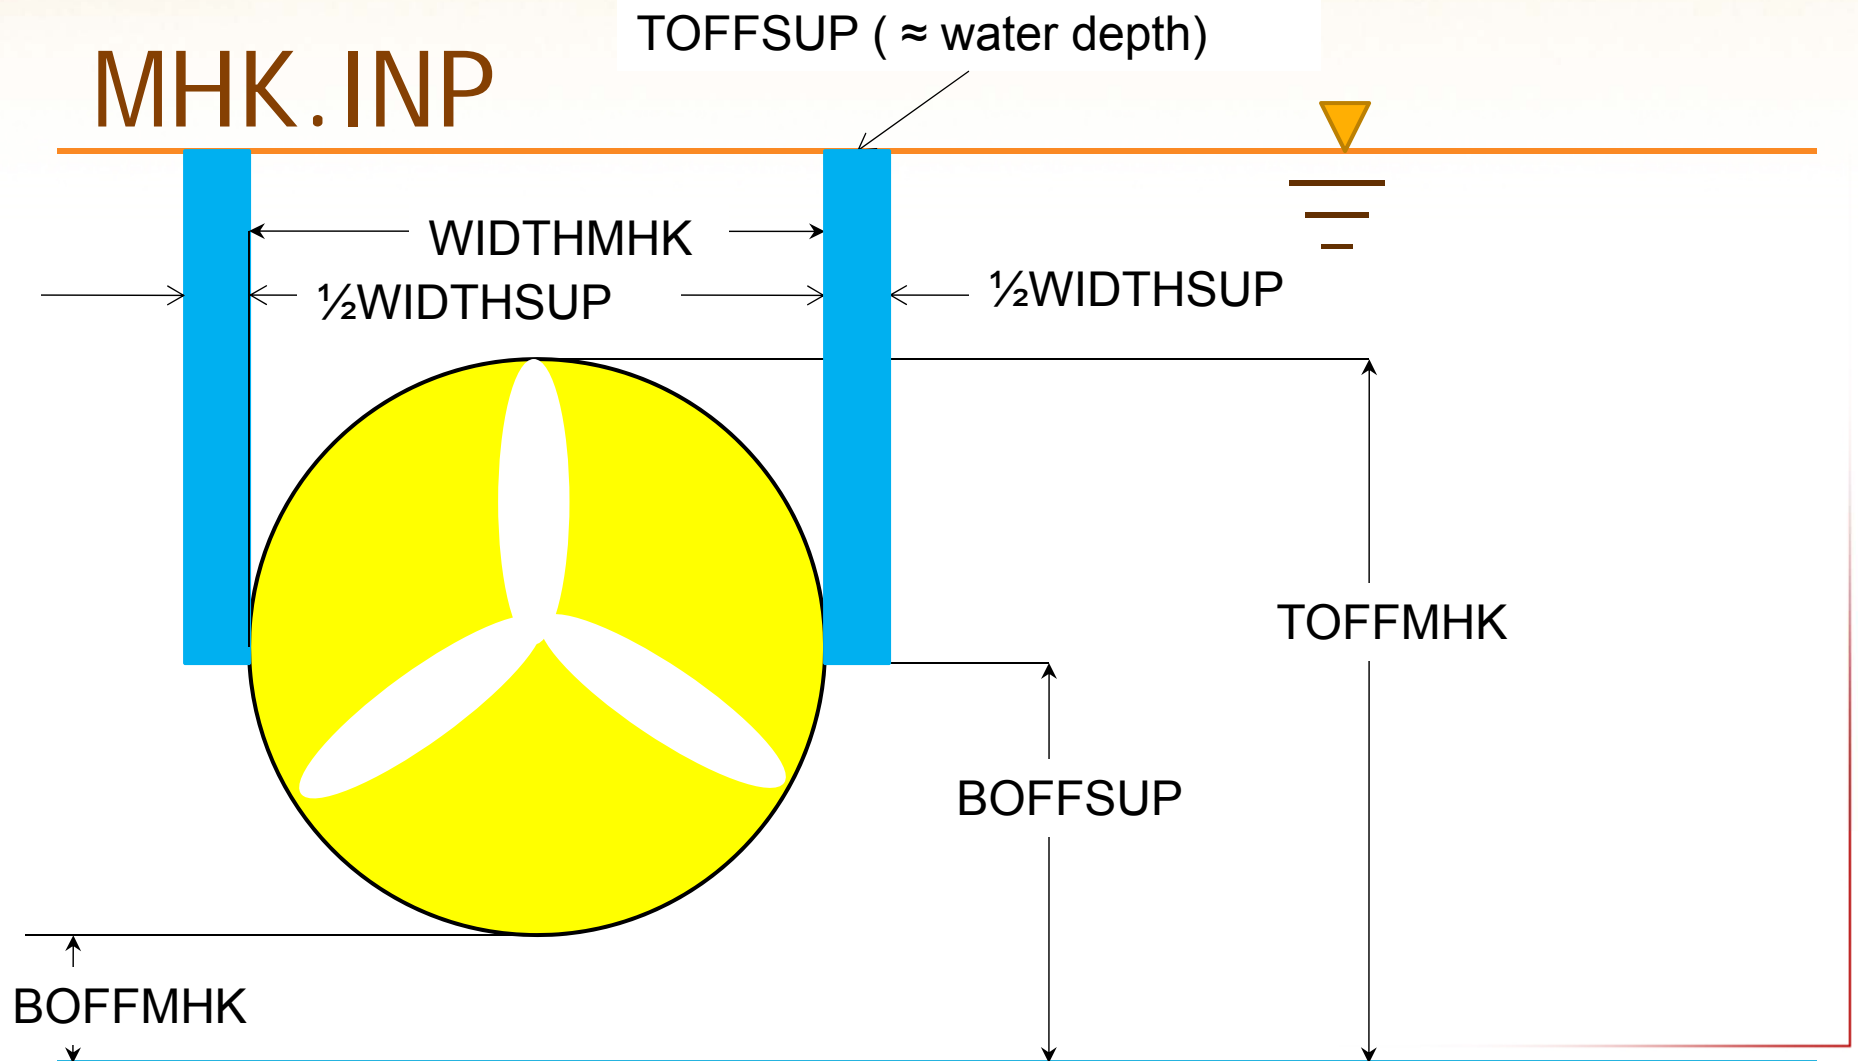 TOFFSUP ( ≈ water depth)
MHK.INP
WIDTHMHK
½WIDTHSUP
½WIDTHSUP
TOFFMHK
BOFFSUP
BOFFMHK